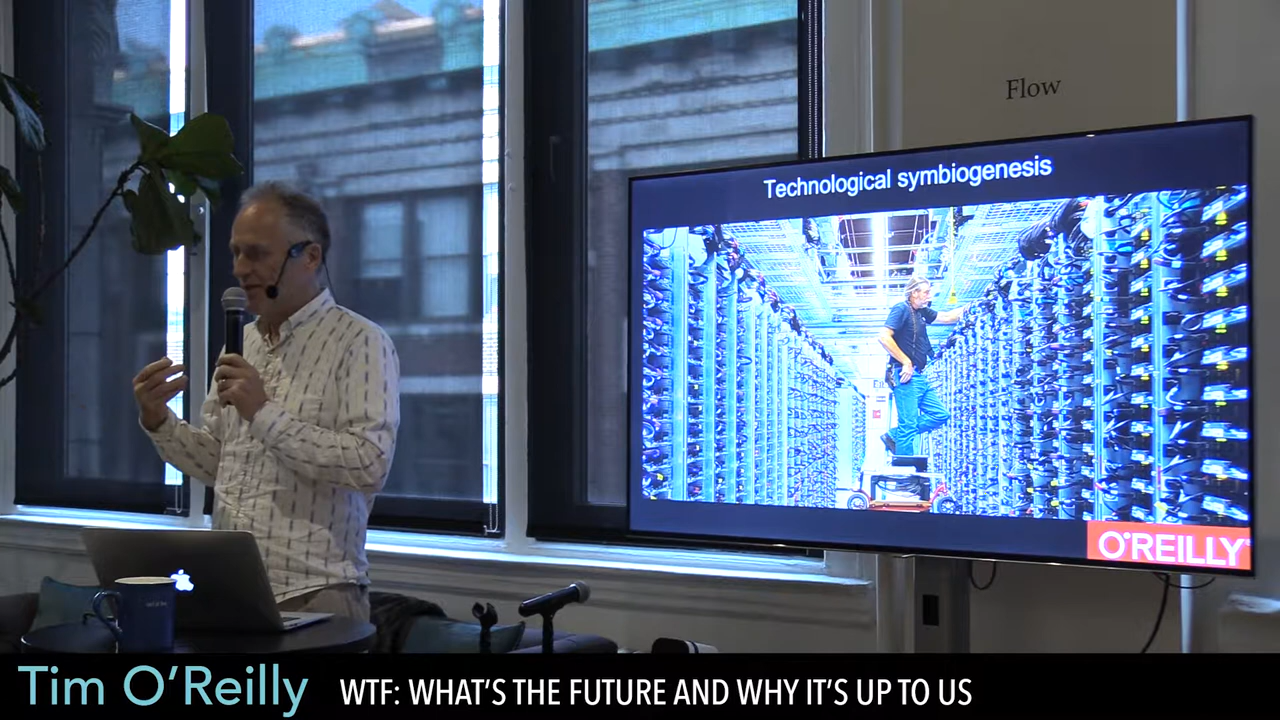 Flow
Technological symbiogenesis
O'REILLY®
Tim O'Reilly
WTF: WHAT'S THE FUTURE AND WHY IT'S UP TO US